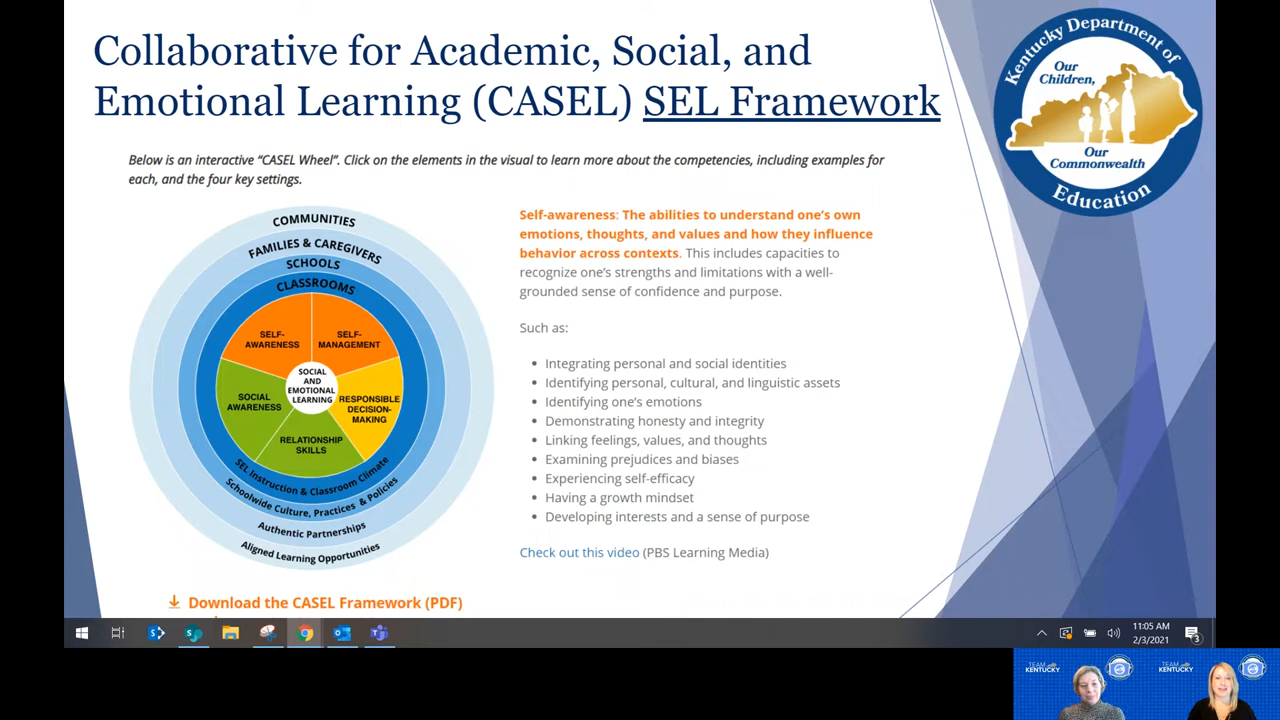 Collaborative for Academic, Social, and
Emotional Learning (CASEL) SEL Framework
Kentucky Department of
Education
Our
Children,
Our
Commonwealth
Below is an interactive “CASEL Wheel”. Click on the elements in the visual to learn more about the competencies, including examples for
each, and the four key settings.
COMMUNITIES
FAMILIES & CAREGIVERS
SCHOOLS
CLASSROOMS
SELF-
AWARENESS
SELF-
MANAGEMENT
SOCIAL
AND
EMOTIONAL
LEARNING
SOCIAL
AWARENESS
RESPONSIBLE
DECISION-
MAKING
RELATIONSHIP
SKILLS
SEL Instruction & Classroom Climate
Schoolwide Culture, Practices & Policies
Authentic Partnerships
Aligned Learning Opportunities
Download the CASEL Framework (PDF)
Self-awareness: The abilities to understand one’s own
emotions, thoughts, and values and how they influence
behavior across contexts. This includes capacities to
recognize one’s strengths and limitations with a well-
grounded sense of confidence and purpose.
Such as:
• Integrating personal and social identities
• Identifying personal, cultural, and linguistic assets
• Identifying one’s emotions
• Demonstrating honesty and integrity
• Linking feelings, values, and thoughts
• Examining prejudices and biases
• Experiencing self-efficacy
• Having a growth mindset
• Developing interests and a sense of purpose
Check out this video (PBS Learning Media)
11:05 AM
2/3/2021
3
TEAM
KENTUCKY
TEAM
KENTUCKY